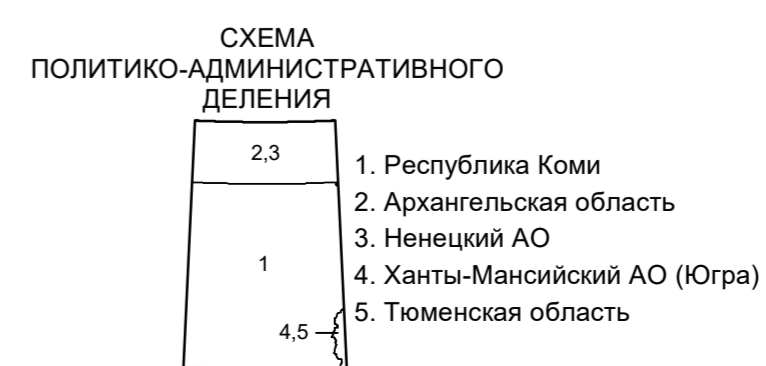 СХЕМА
ПОЛИТИКО-АДМИНИСТРАТИВНОГО
ДЕЛЕНИЯ
2,3
1
4,5
1. Республика Коми
2. Архангельская область
3. Ненецкий АО
4. Ханты-Мансийский АО (Югра)
5. Тюменская область